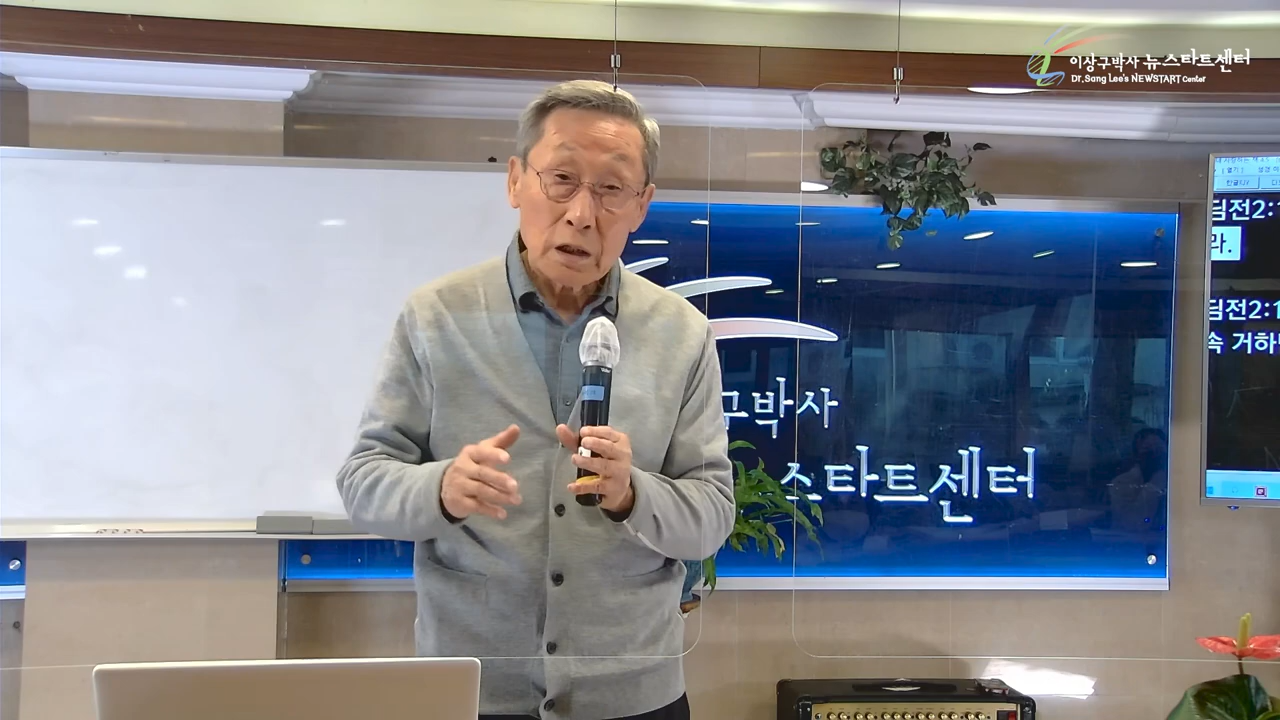 이상구박사 뉴스타트센터
Dr. Sang Lee's NEWSTART Center
딤전2:1
라.
딤전2:1
속 거하
구박사
스타트센터